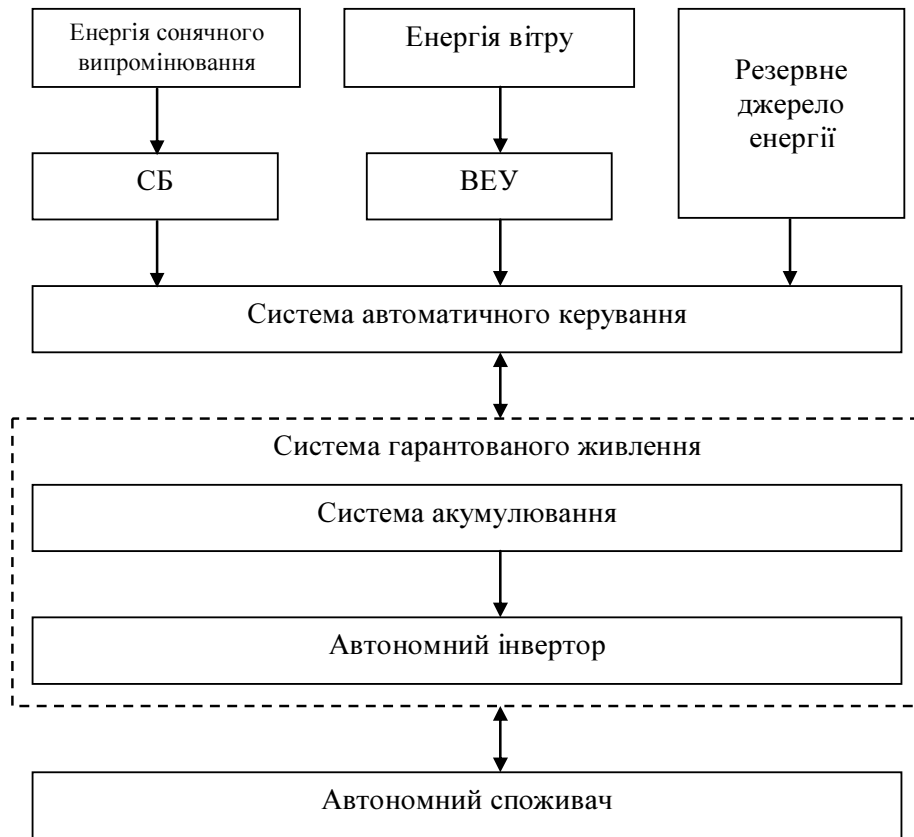 Енергія сонячного
випромінювання
Енергія вітру
Резервне
джерело
енергії
СБ
ВЕУ
Система автоматичного керування
Система гарантованого живлення
Система акумулювання
Автономний інвертор
Автономний споживач